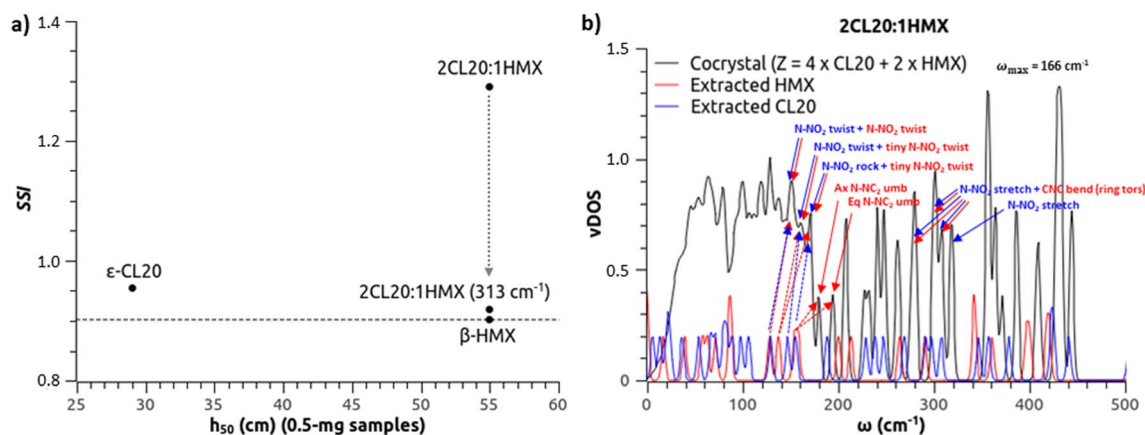 a)
1.4
1.2
1.0
0.8
SSI
2CL20:1HMX
ε-CL20
2CL20:1HMX (313 cm⁻¹)
β-HMX
25 30 35 40 45 50 55 60
h₅₀ (cm) (0.5-mg samples)
b)
2CL20:1HMX
1.5
1.0
0.5
0
vDOS
Cocrystal (Z = 4 x CL20 + 2 x HMX)
Extracted HMX
Extracted CL20
ω_max = 166 cm⁻¹
N-NO₂ twist + N-NO₂ twist
N-NO₂ twist + tiny N-NO₂ twist
N-NO₂ rock + tiny N-NO₂ twist
Ax N-NC₂ umb
Eq N-NC₂ umb
N-NO₂ stretch + CNC bend (ring tors)
N-NO₂ stretch
0 100 200 300 400 500
ω (cm⁻¹)